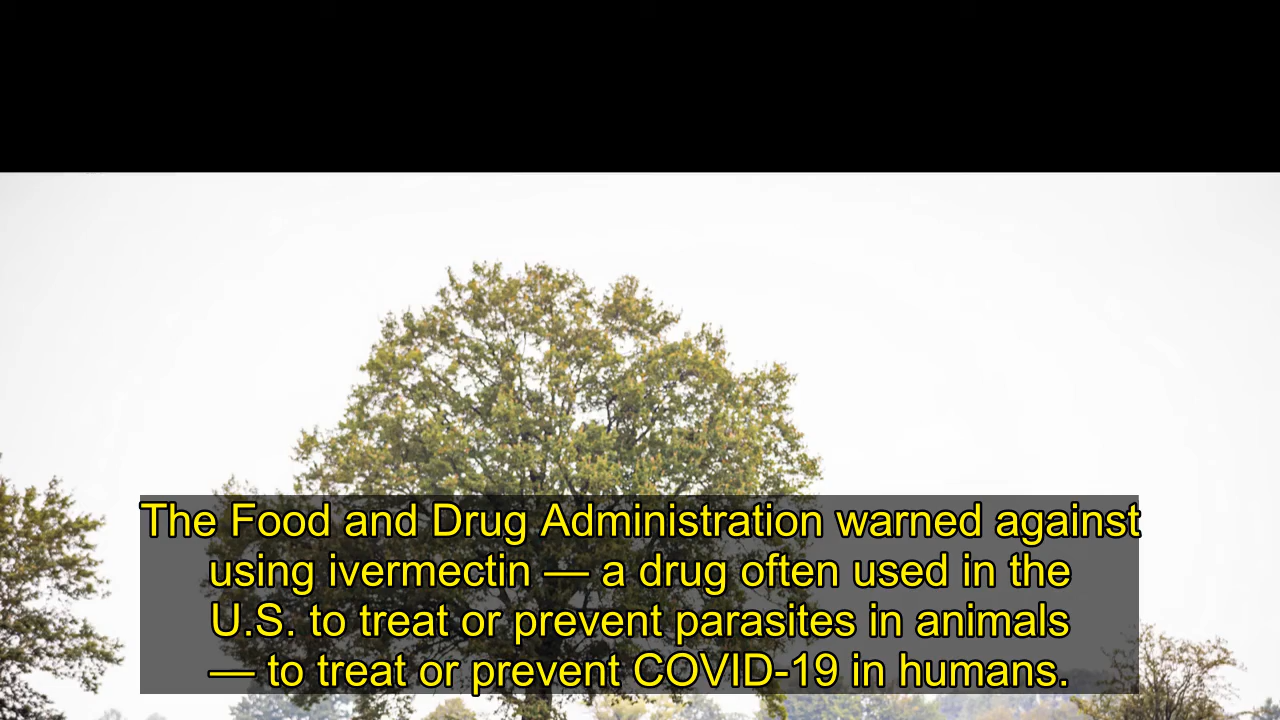 The Food and Drug Administration warned against
using ivermectin — a drug often used in the
U.S. to treat or prevent parasites in animals
— to treat or prevent COVID-19 in humans.